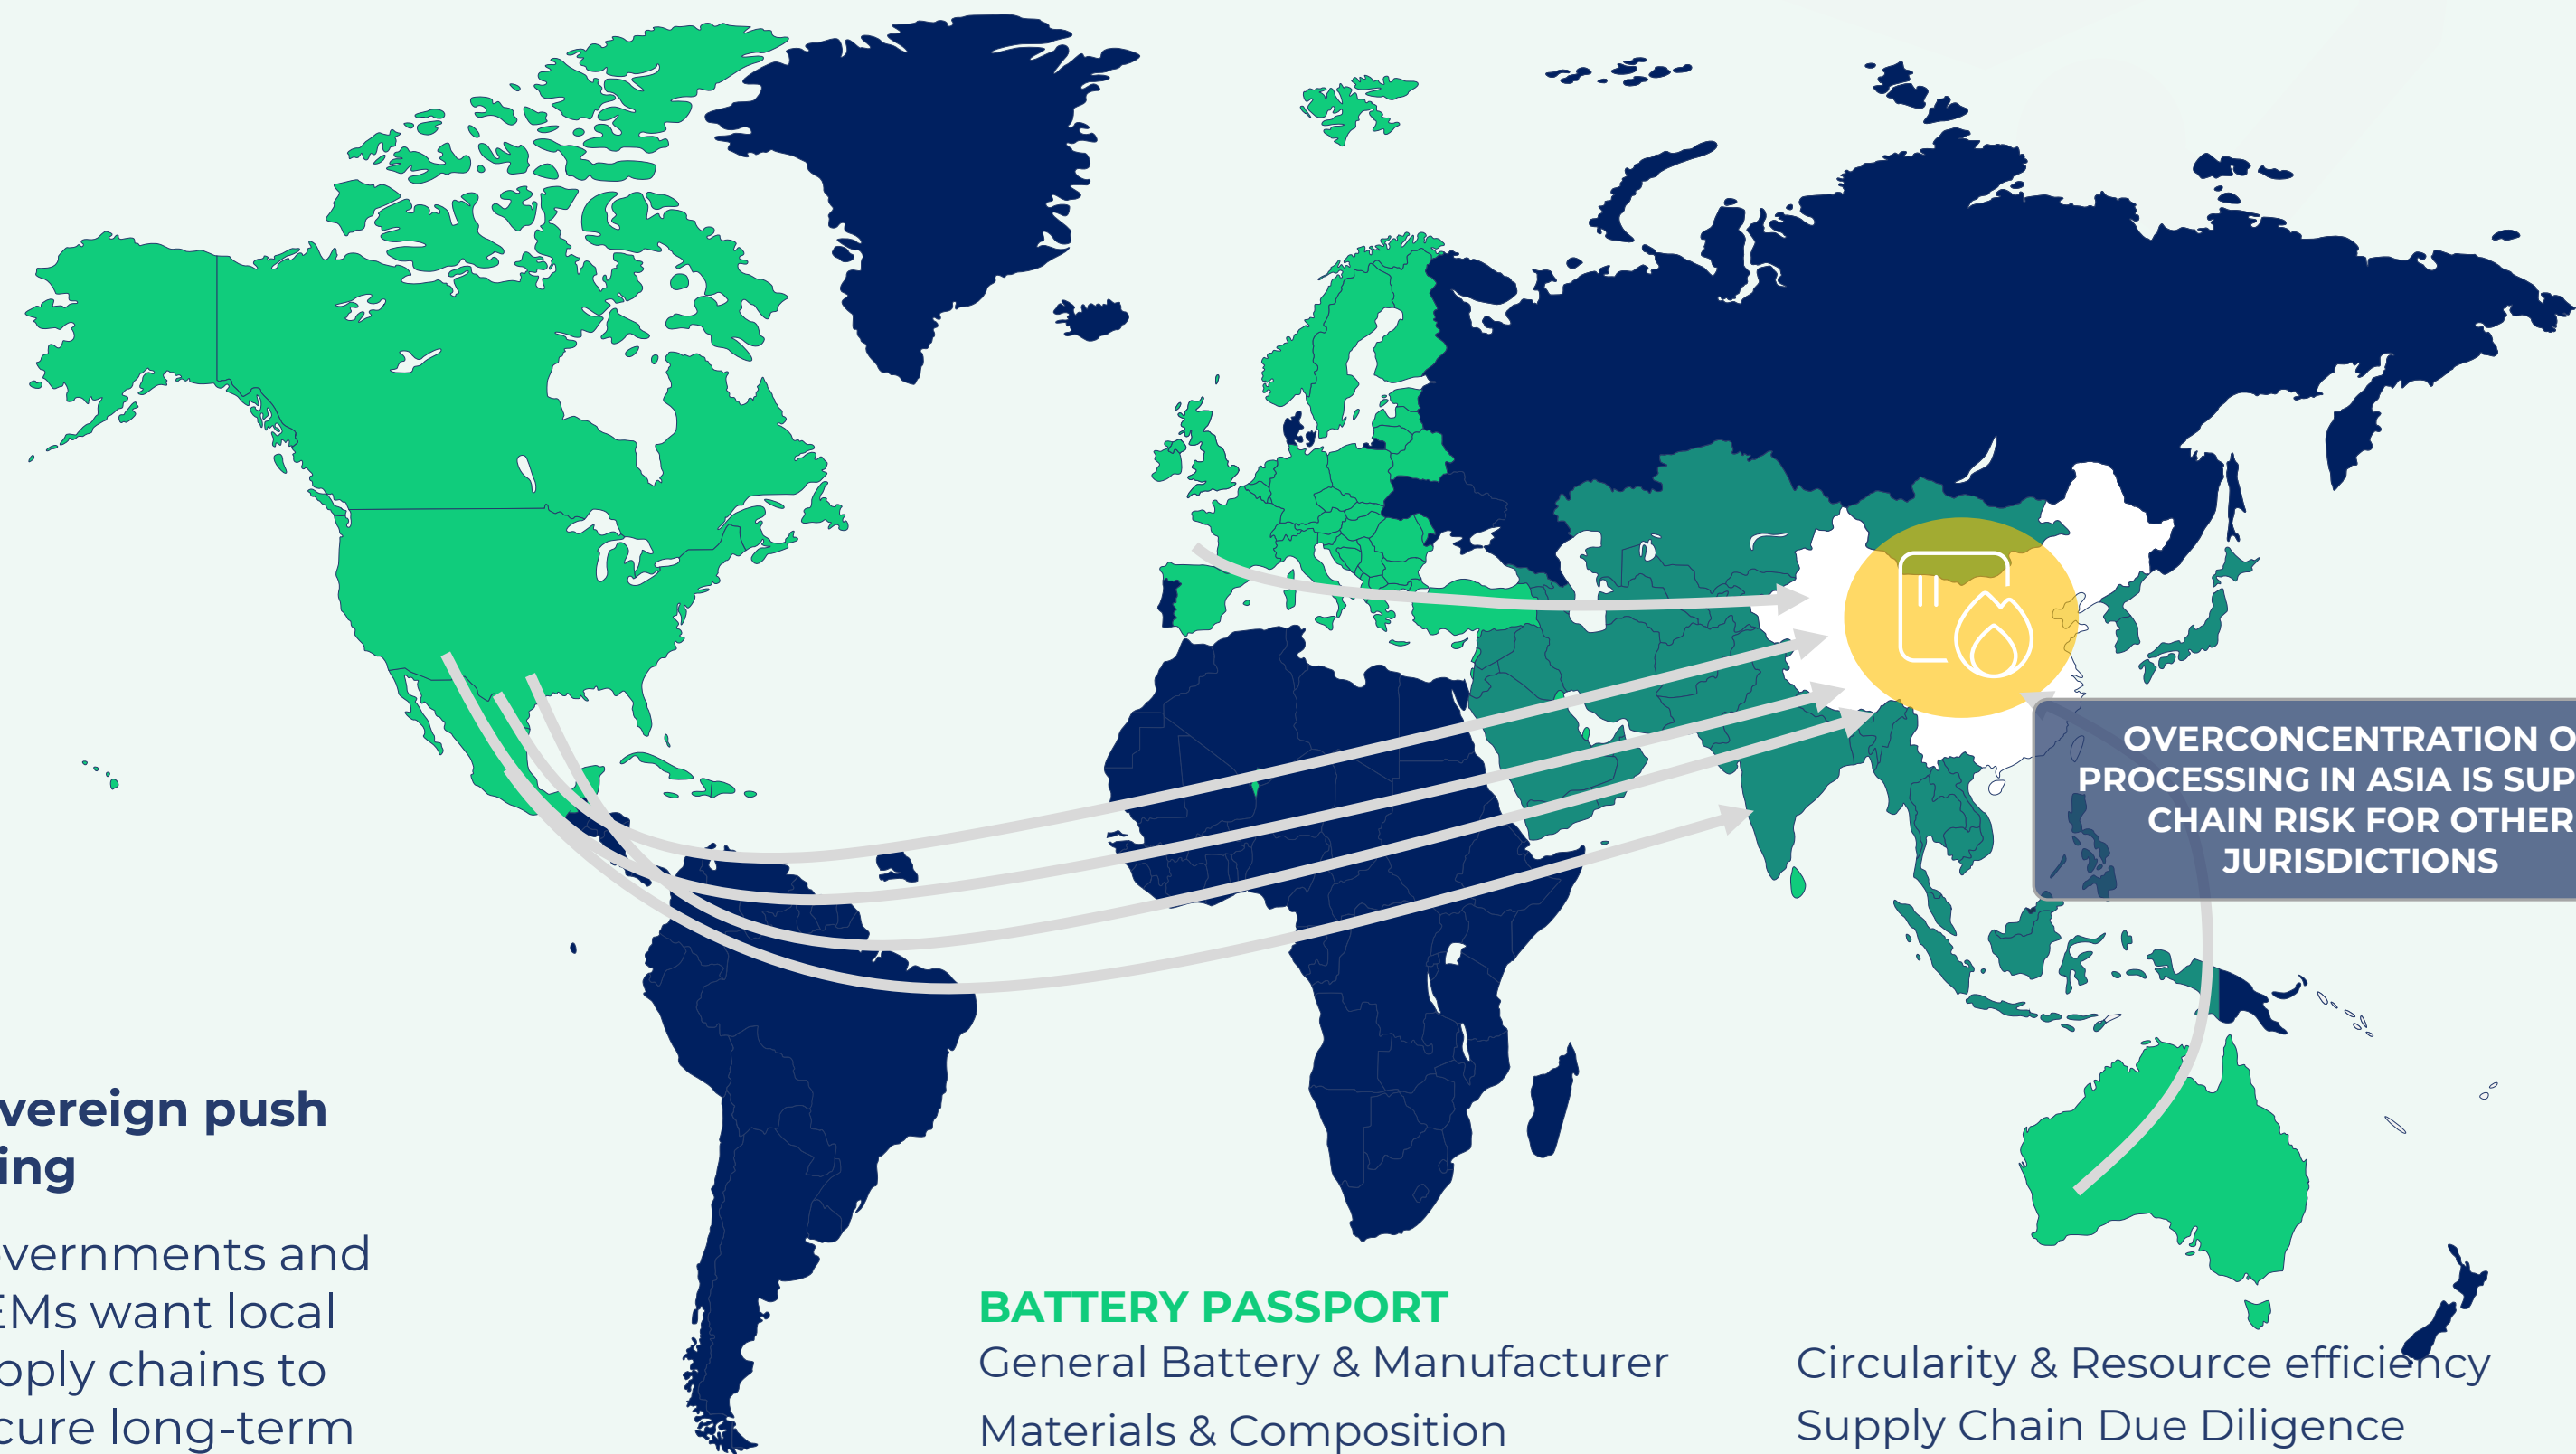 OVERCONCENTRATION O
PROCESSING IN ASIA IS SUP
CHAIN RISK FOR OTHER
JURISDICTIONS
vereign push
ing
vernments and
EMs want local
pply chains to
cure long-term
BATTERY PASSPORT
General Battery & Manufacturer
Materials & Composition
Circularity & Resource efficiency
Supply Chain Due Diligence